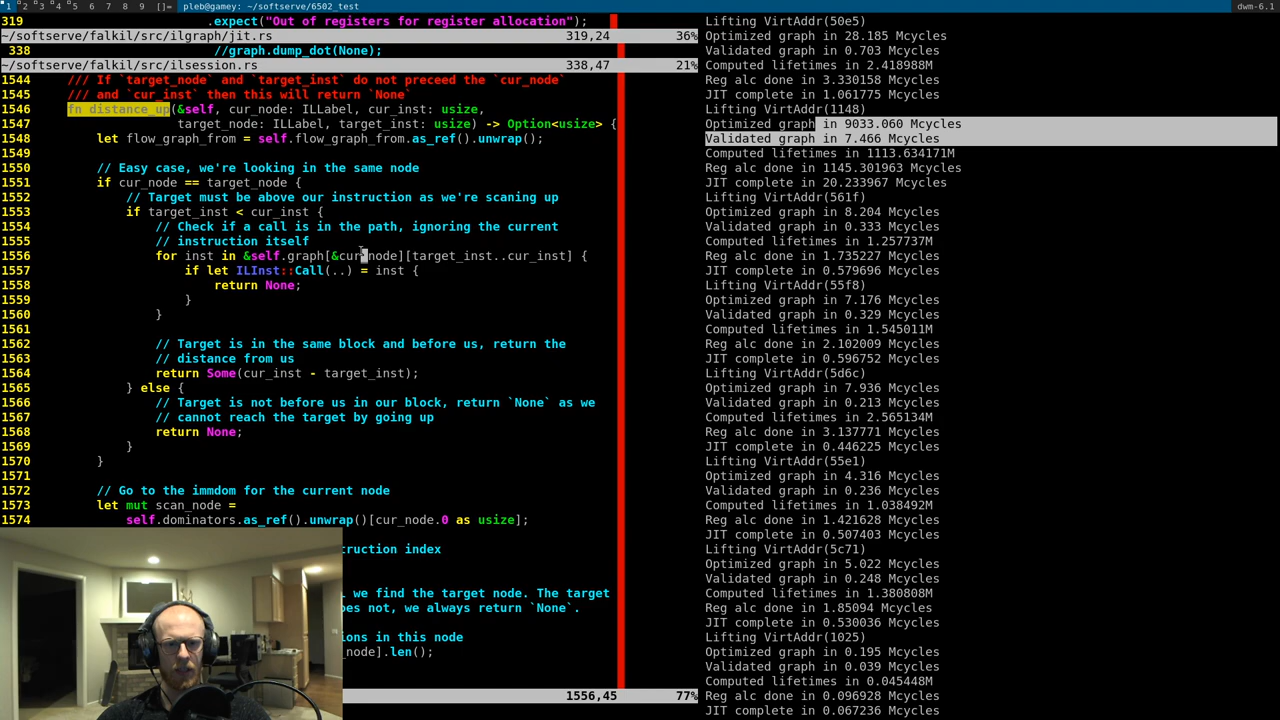 1 2 3 4 5 6 7 8 9 []= pleb@gamey: ~/softserve/6502_test dwm-6.1
319 .expect("Out of registers for register allocation");
~/softserve/falkil/src/ilgraph/jit.rs 319,24 36%
338 //graph.dump_dot(None);
~/softserve/falkil/src/ilsession.rs 338,47 21%
1544 /// If `target_node` and `target_inst` do not preceed the `cur_node`
1545 /// and `cur_inst` then this will return `None`
1546 fn distance_up(&self, cur_node: ILLabel, cur_inst: usize,
1547 target_node: ILLabel, target_inst: usize) -> Option<usize> {
1548 let flow_graph_from = self.flow_graph_from.as_ref().unwrap();
1549
1550 // Easy case, we're looking in the same node
1551 if cur_node == target_node {
1552 // Target must be above our instruction as we're scaning up
1553 if target_inst < cur_inst {
1554 // Check if a call is in the path, ignoring the current
1555 // instruction itself
1556 for inst in &self.graph[&cur_node][target_inst..cur_inst] {
1557 if let ILInst::Call(..) = inst {
1558 return None;
1559 }
1560 }
1561
1562 // Target is in the same block and before us, return the
1563 // distance from us
1564 return Some(cur_inst - target_inst);
1565 } else {
1566 // Target is not before us in our block, return `None` as we
1567 // cannot reach the target by going up
1568 return None;
1569 }
1570 }
1571
1572 // Go to the immdom for the current node
1573 let mut scan_node =
1574 self.dominators.as_ref().unwrap()[cur_node.0 as usize];
truction index
we find the target node. The target
oes not, we always return `None`.
ions in this node
_node].len();
1556,45 77%
Lifting VirtAddr(50e5)
Optimized graph in 28.185 Mcycles
Validated graph in 0.703 Mcycles
Computed lifetimes in 2.418988M
Reg alc done in 3.330158 Mcycles
JIT complete in 1.061775 Mcycles
Lifting VirtAddr(1148)
Optimized graph in 9033.060 Mcycles
Validated graph in 7.466 Mcycles
Computed lifetimes in 1113.634171M
Reg alc done in 1145.301963 Mcycles
JIT complete in 20.233967 Mcycles
Lifting VirtAddr(561f)
Optimized graph in 8.204 Mcycles
Validated graph in 0.333 Mcycles
Computed lifetimes in 1.257737M
Reg alc done in 1.735227 Mcycles
JIT complete in 0.579696 Mcycles
Lifting VirtAddr(55f8)
Optimized graph in 7.176 Mcycles
Validated graph in 0.329 Mcycles
Computed lifetimes in 1.545011M
Reg alc done in 2.102009 Mcycles
JIT complete in 0.596752 Mcycles
Lifting VirtAddr(5d6c)
Optimized graph in 7.936 Mcycles
Validated graph in 0.213 Mcycles
Computed lifetimes in 2.565134M
Reg alc done in 3.137771 Mcycles
JIT complete in 0.446225 Mcycles
Lifting VirtAddr(55e1)
Optimized graph in 4.316 Mcycles
Validated graph in 0.236 Mcycles
Computed lifetimes in 1.038492M
Reg alc done in 1.421628 Mcycles
JIT complete in 0.507403 Mcycles
Lifting VirtAddr(5c71)
Optimized graph in 5.022 Mcycles
Validated graph in 0.248 Mcycles
Computed lifetimes in 1.380808M
Reg alc done in 1.85094 Mcycles
JIT complete in 0.530036 Mcycles
Lifting VirtAddr(1025)
Optimized graph in 0.195 Mcycles
Validated graph in 0.039 Mcycles
Computed lifetimes in 0.045448M
Reg alc done in 0.096928 Mcycles
JIT complete in 0.067236 Mcycles